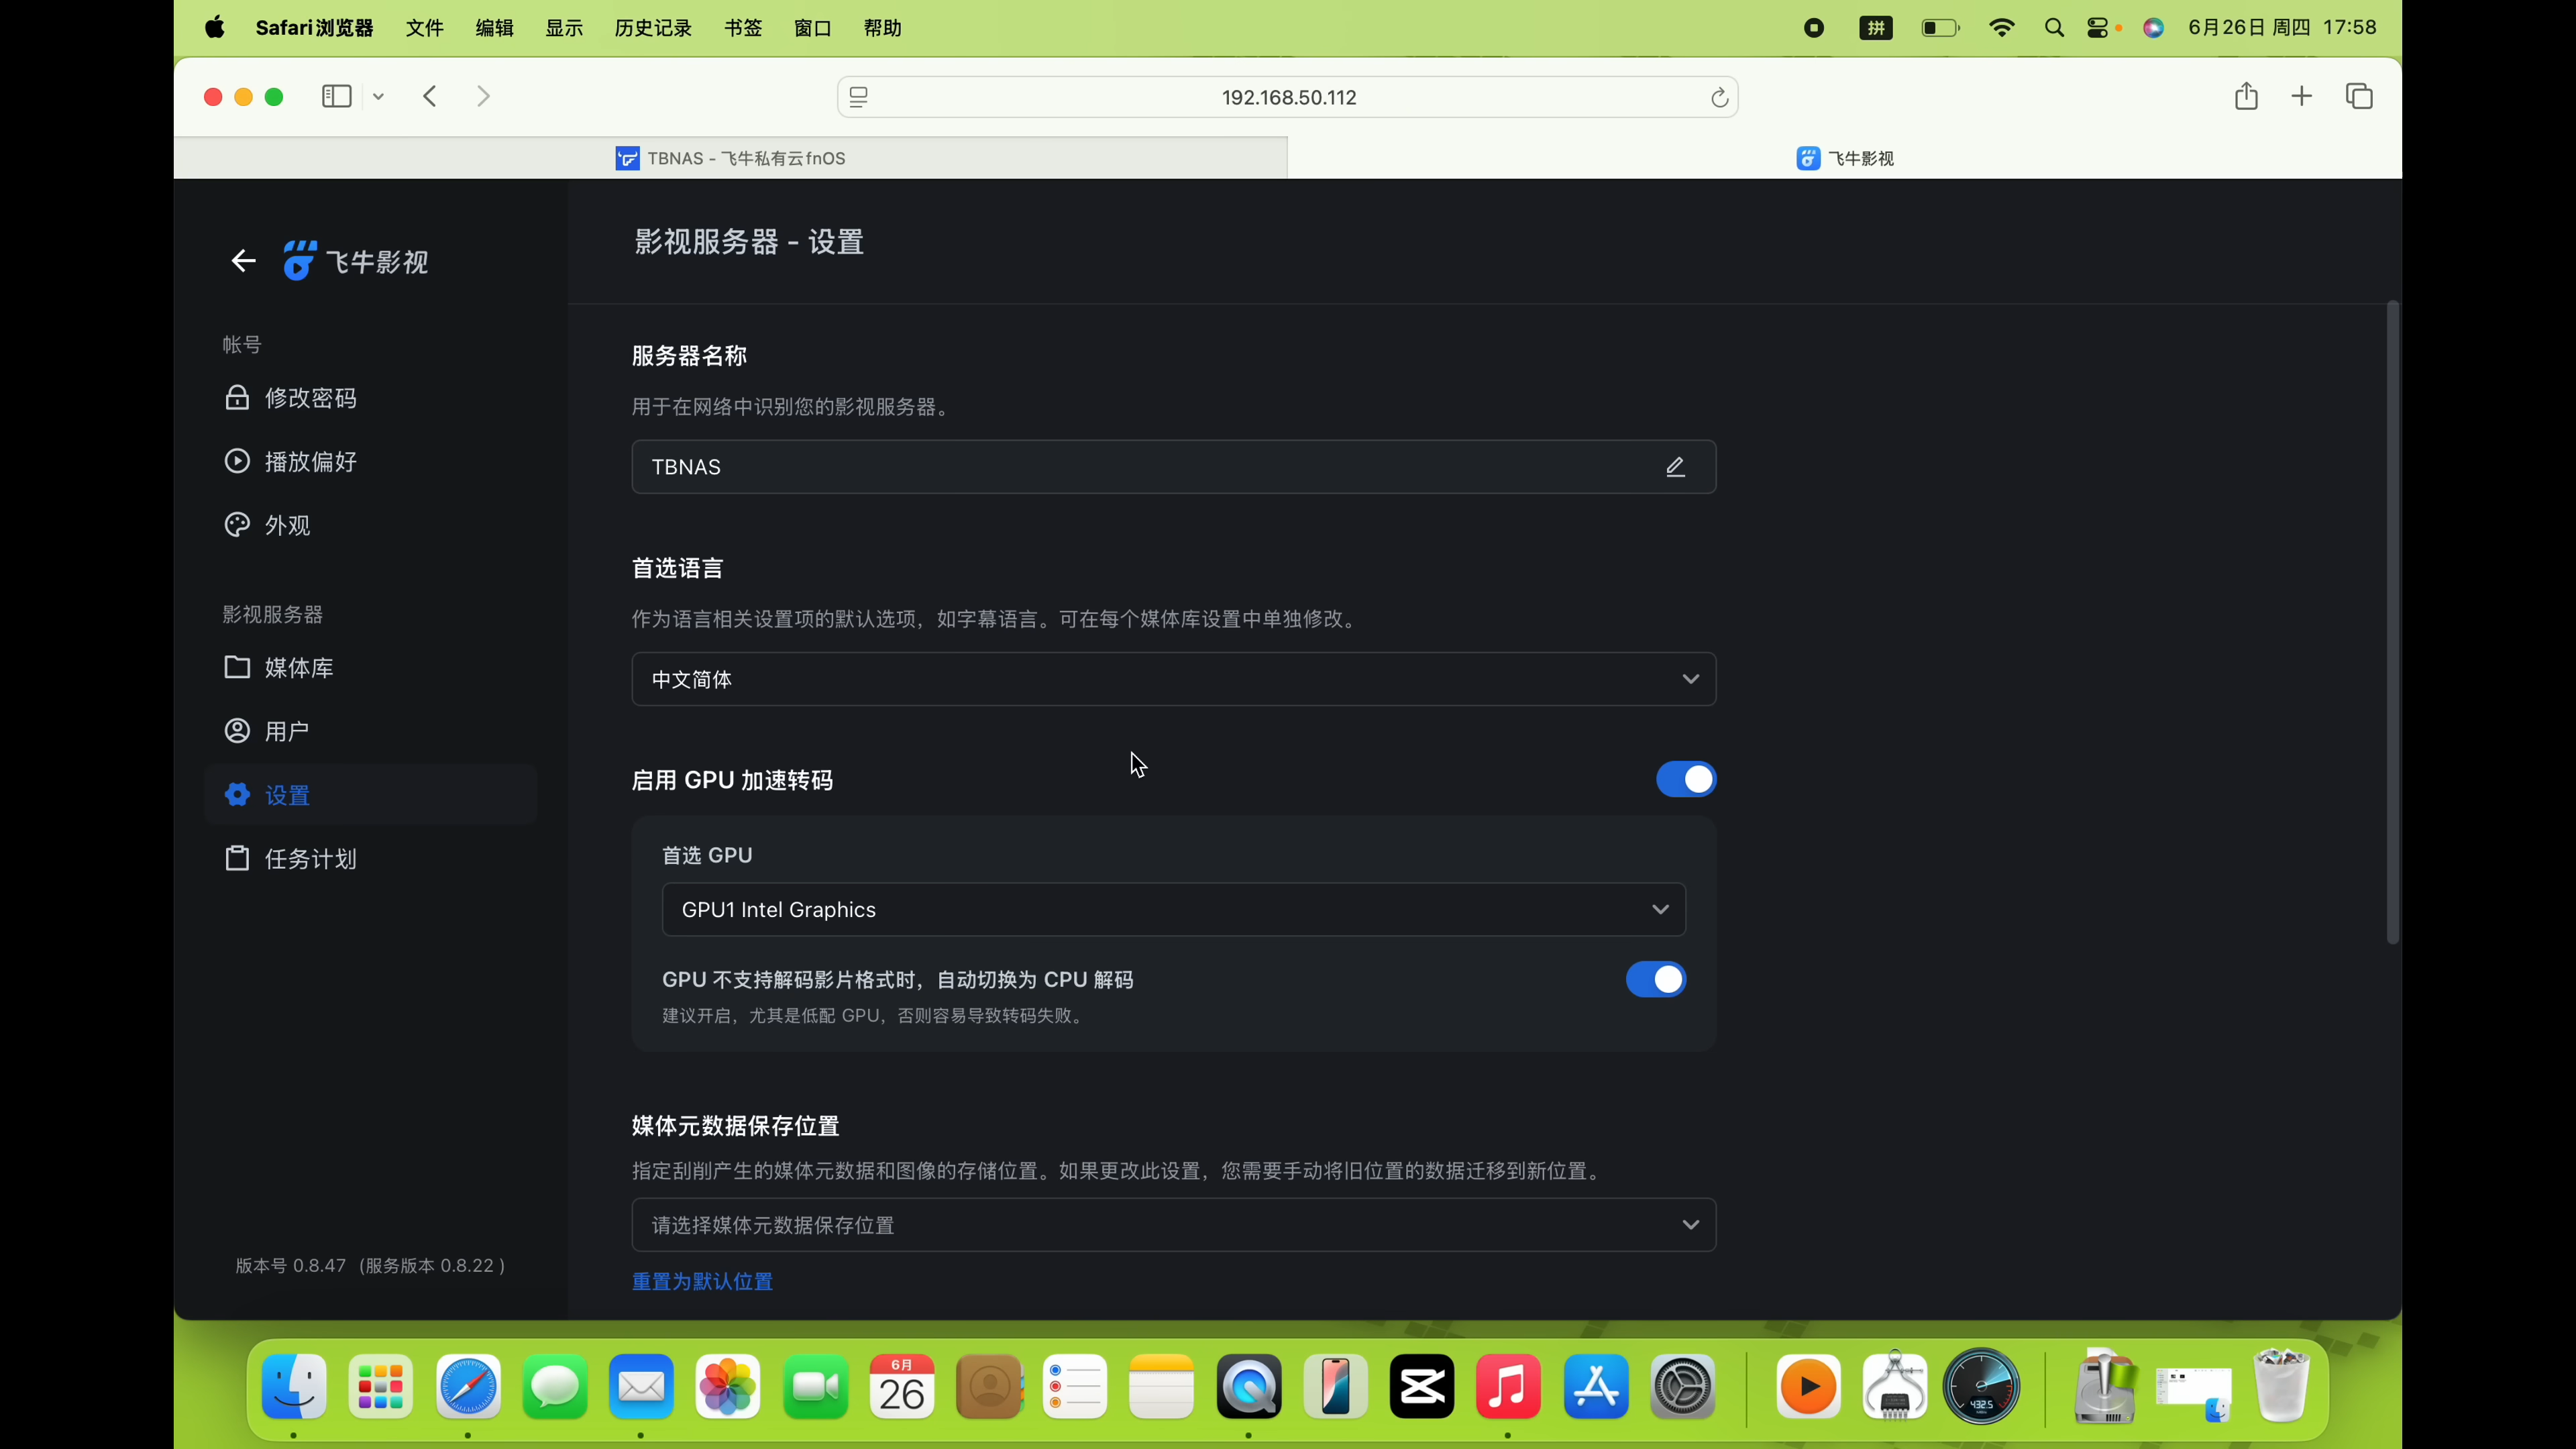 Safari浏览器 文件 编辑 显示 历史记录 书签 窗口 帮助 拼 6月26日 周四 17:58
192.168.50.112
TBNAS - 飞牛私有云fnOS 飞牛影视
飞牛影视
帐号
修改密码
播放偏好
外观
影视服务器
媒体库
用户
设置
任务计划
版本号 0.8.47 (服务版本 0.8.22 )
影视服务器 - 设置
服务器名称
用于在网络中识别您的影视服务器。
TBNAS
首选语言
作为语言相关设置项的默认选项，如字幕语言。可在每个媒体库设置中单独修改。
中文简体
启用 GPU 加速转码
首选 GPU
GPU1 Intel Graphics
GPU 不支持解码影片格式时，自动切换为 CPU 解码
建议开启，尤其是低配 GPU，否则容易导致转码失败。
媒体元数据保存位置
指定刮削产生的媒体元数据和图像的存储位置。如果更改此设置，您需要手动将旧位置的数据迁移到新位置。
请选择媒体元数据保存位置
重置为默认位置
6月
26
432.5